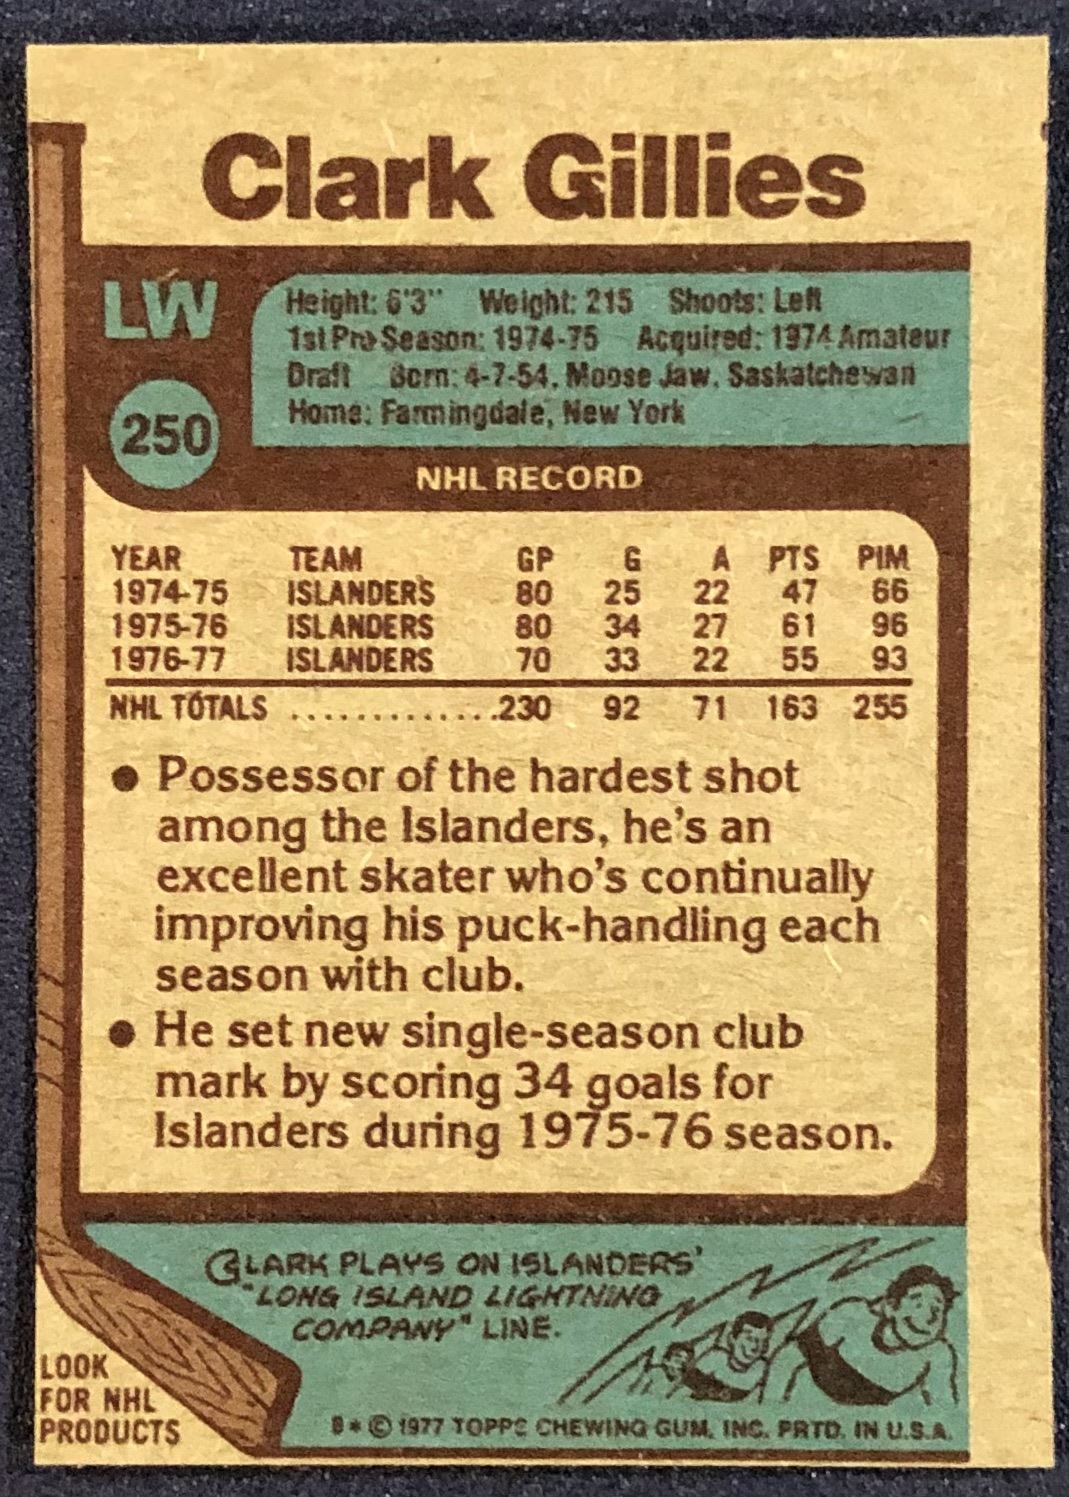 Clark Gillies
LW
250
Height: 6'3" Weight: 215 Shoots: Left
1st Pro Season: 1974-75 Acquired: 1974 Amateur
Draft Born: 4-7-54, Moose Jaw, Saskatchewan
Home: Farmingdale, New York
NHL RECORD
YEAR TEAM GP G A PTS PIM
1974-75 ISLANDERS 80 25 22 47 66
1975-76 ISLANDERS 80 34 27 61 96
1976-77 ISLANDERS 70 33 22 55 93
NHL TOTALS ..............230 92 71 163 255
● Possessor of the hardest shot
among the Islanders, he's an
excellent skater who's continually
improving his puck-handling each
season with club.
● He set new single-season club
mark by scoring 34 goals for
Islanders during 1975-76 season.
CLARK PLAYS ON ISLANDERS'
"LONG ISLAND LIGHTNING
COMPANY" LINE.
LOOK
FOR NHL
PRODUCTS
B * © 1977 TOPPS CHEWING GUM, INC. PRTD. IN U.S.A.